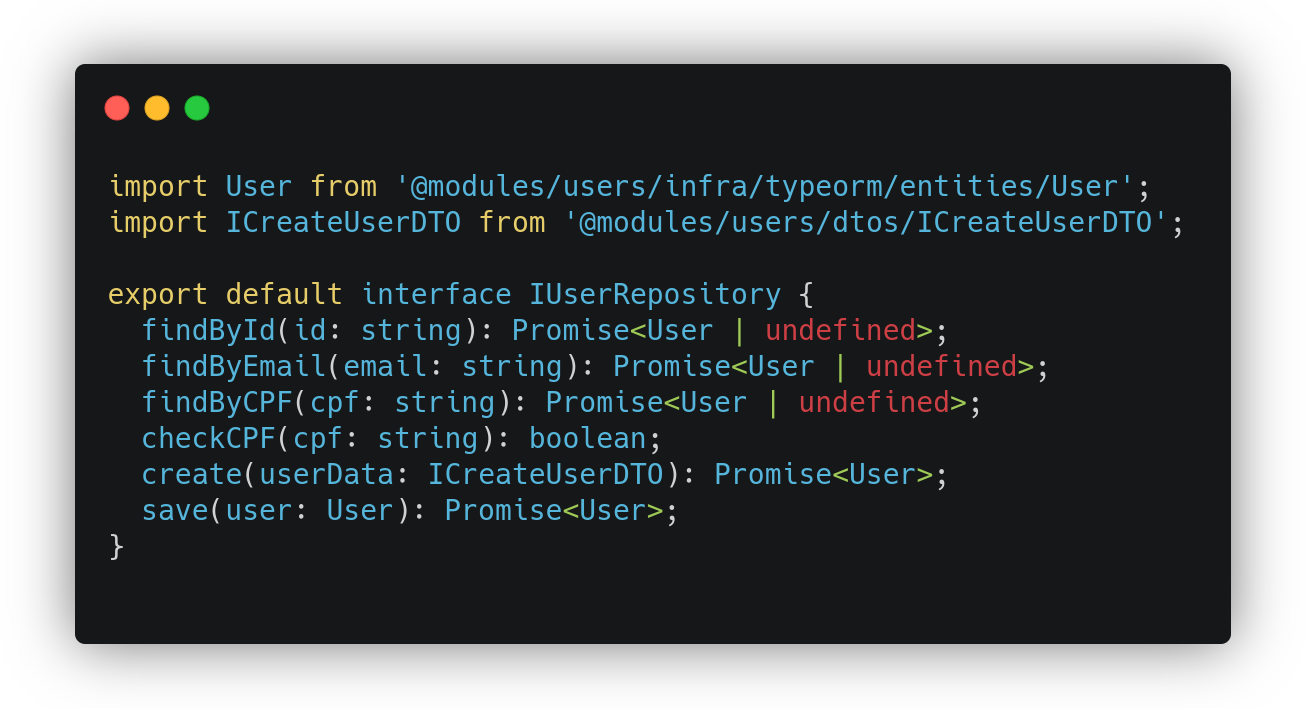 import User from '@modules/users/infra/typeorm/entities/User';
import ICreateUserDTO from '@modules/users/dtos/ICreateUserDTO';

export default interface IUserRepository {
  findById(id: string): Promise<User | undefined>;
  findByEmail(email: string): Promise<User | undefined>;
  findByCPF(cpf: string): Promise<User | undefined>;
  checkCPF(cpf: string): boolean;
  create(userData: ICreateUserDTO): Promise<User>;
  save(user: User): Promise<User>;
}